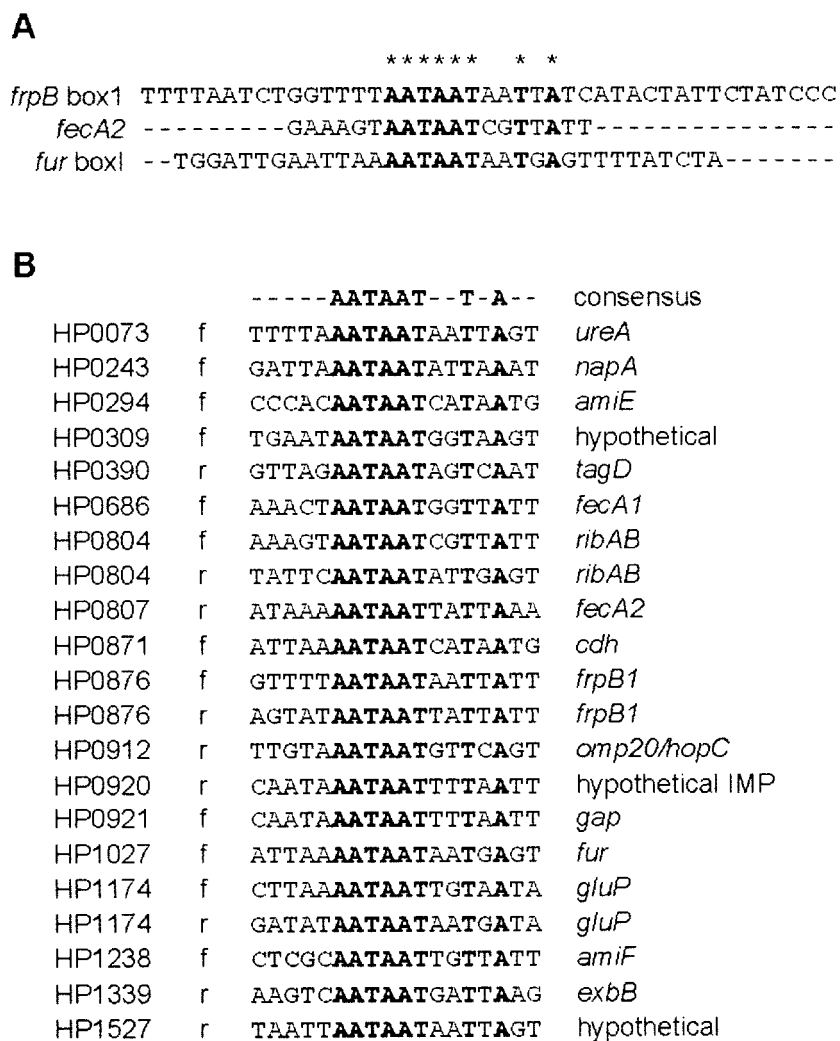 A
****** * *
frpB box1 TTTTAATCTGGTTTTAATAATAATTATCATACTATTCTATCCC
fecA2 ---------GAAAGTAATAATCGTTATT---------------
fur boxI --TGGATTGAATTAAAATAATAATGAGTTTTATCTA-------
B
-----AATAAT--T-A-- consensus
HP0073 f TTTTAAATAATAATTAGT ureA
HP0243 f GATTAAATAATATTAAAT napA
HP0294 f CCCACAATAATCATAATG amiE
HP0309 f TGAATAATAATGGTAAGT hypothetical
HP0390 r GTTAGAATAATAGTCAAT tagD
HP0686 f AAACTAATAATGGTTATT fecA1
HP0804 f AAAGTAATAATCGTTATT ribAB
HP0804 r TATTCAATAATATTGAGT ribAB
HP0807 r ATAAAAATAATTATTAAA fecA2
HP0871 f ATTAAAATAATCATAATG cdh
HP0876 f GTTTTAATAATAATTATT frpB1
HP0876 r AGTATAATAATTATTATT frpB1
HP0912 r TTGTAAATAATGTTCAGT omp20/hopC
HP0920 r CAATAAATAATTTTAATT hypothetical IMP
HP0921 f CAATAAATAATTTTAATT gap
HP1027 f ATTAAAATAATAATGAGT fur
HP1174 f CTTAAAATAATTGTAATA gluP
HP1174 r GATATAATAATAATGATA gluP
HP1238 f CTCGCAATAATTGTTATT amiF
HP1339 r AAGTCAATAATGATTAAG exbB
HP1527 r TAATTAATAATAATTAGT hypothetical